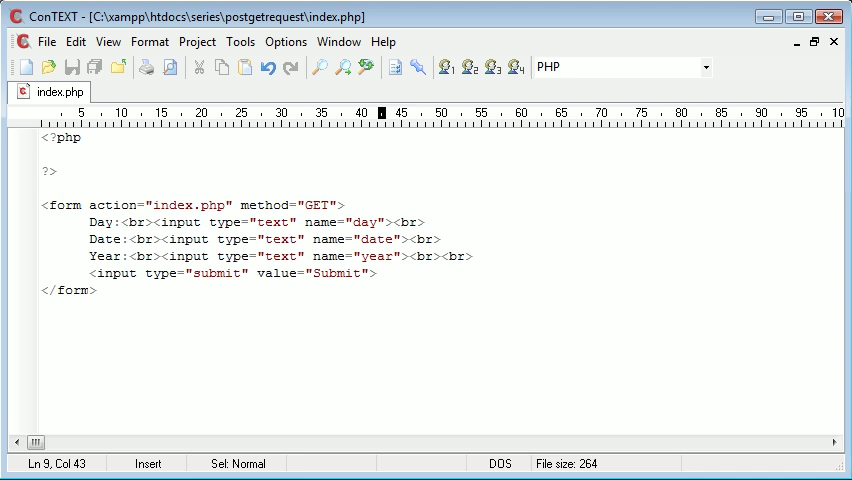 ConTEXT - [C:\xampp\htdocs\series\postgetrequest\index.php]
File Edit View Format Project Tools Options Window Help
1 2 3 4 PHP
index.php
5 10 15 20 25 30 35 40 45 50 55 60 65 70 75 80 85 90 95 10
<?php
?>
<form action="index.php" method="GET">
Day:<br><input type="text" name="day"><br>
Date:<br><input type="text" name="date"><br>
Year:<br><input type="text" name="year"><br><br>
<input type="submit" value="Submit">
</form>
Ln 9, Col 43 Insert Sel: Normal DOS File size: 264